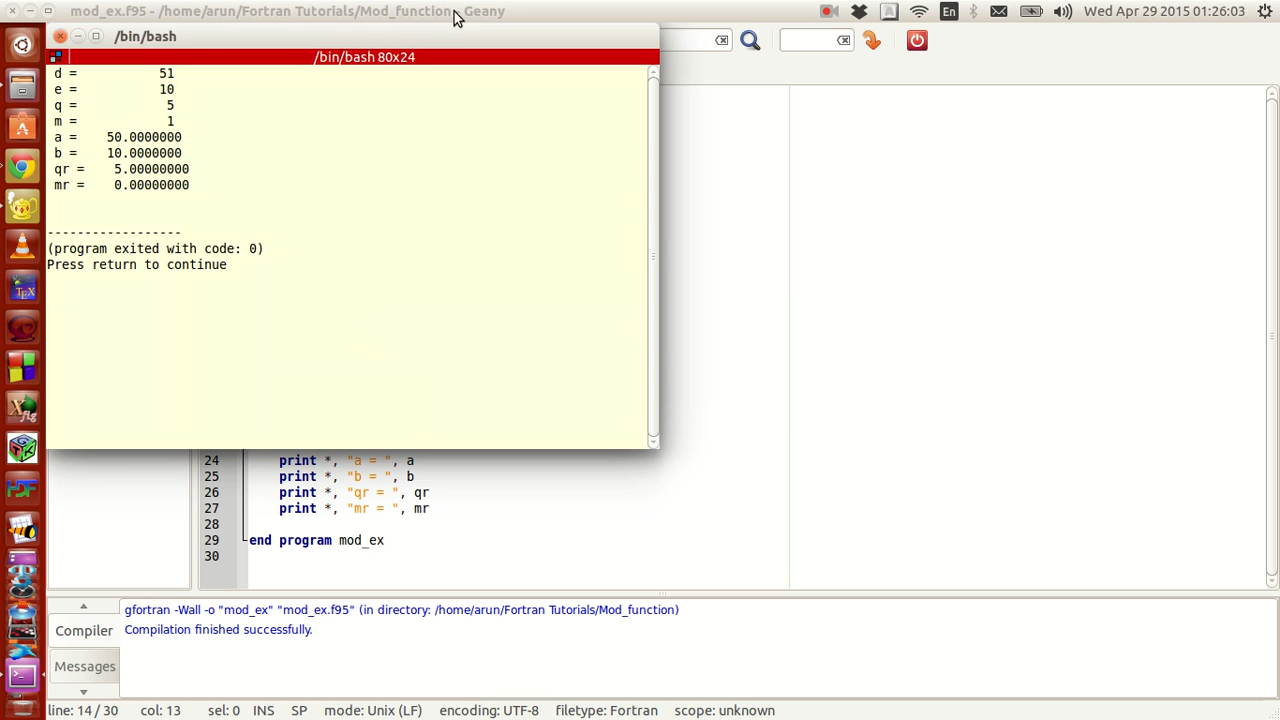 mod_ex.f95 - /home/arun/Fortran Tutorials/Mod_function - Geany
En
Wed Apr 29 2015 01:26:03
/bin/bash
/bin/bash 80x24
d = 51
e = 10
q = 5
m = 1
a = 50.0000000
b = 10.0000000
qr = 5.00000000
mr = 0.00000000
------------------
(program exited with code: 0)
Press return to continue
24 print *, "a = ", a
25 print *, "b = ", b
26 print *, "qr = ", qr
27 print *, "mr = ", mr
28
29 end program mod_ex
30
gfortran -Wall -o "mod_ex" "mod_ex.f95" (in directory: /home/arun/Fortran Tutorials/Mod_function)
Compiler
Compilation finished successfully.
Messages
line: 14 / 30 col: 13 sel: 0 INS SP mode: Unix (LF) encoding: UTF-8 filetype: Fortran scope: unknown